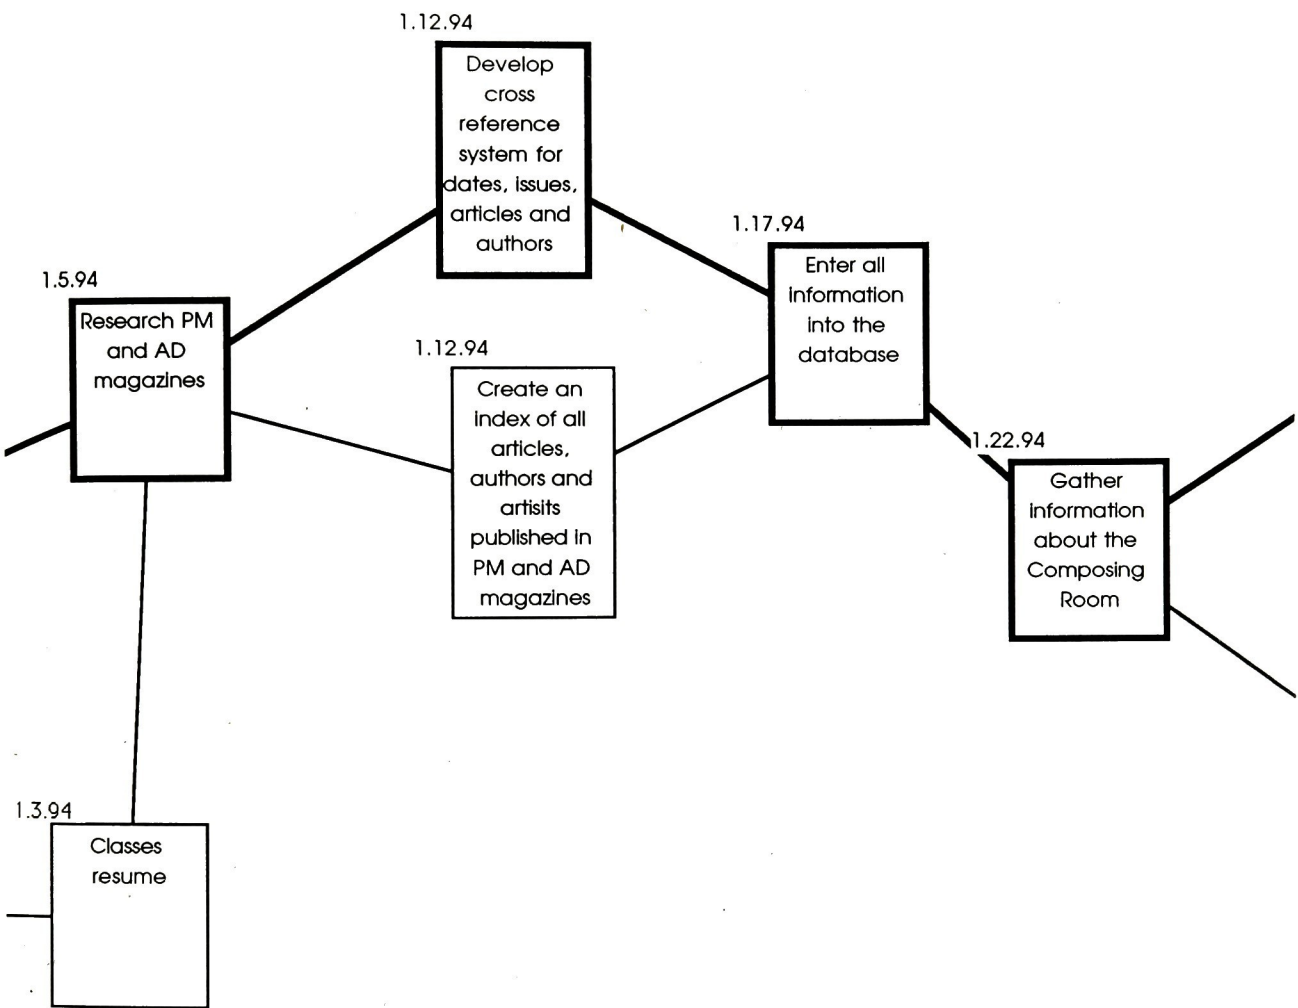 1.12.94
Develop
cross
reference
system for
dates, issues,
articles and
authors
1.17.94
Enter all
information
into the
database
1.5.94
Research PM
and AD
magazines
1.12.94
Create an
index of all
articles,
authors and
artisits
published in
PM and AD
magazines
1.22.94
Gather
information
about the
Composing
Room
1.3.94
Classes
resume